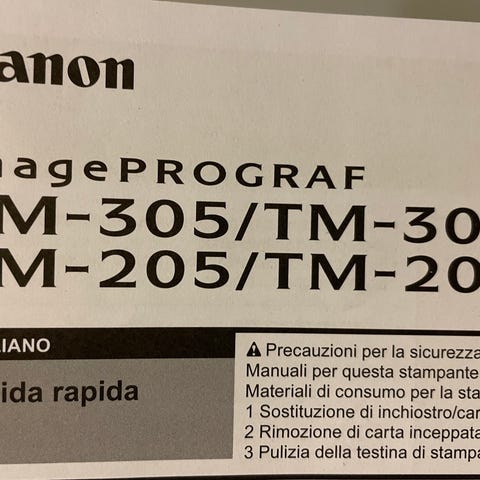 anon
agePROGRAF
M-305/TM-30
M-205/TM-20
IANO
ida rapida
⚠ Precauzioni per la sicurezza
Manuali per questa stampante
Materiali di consumo per la sta
1 Sostituzione di inchiostro/car
2 Rimozione di carta inceppata
3 Pulizia della testina di stampa